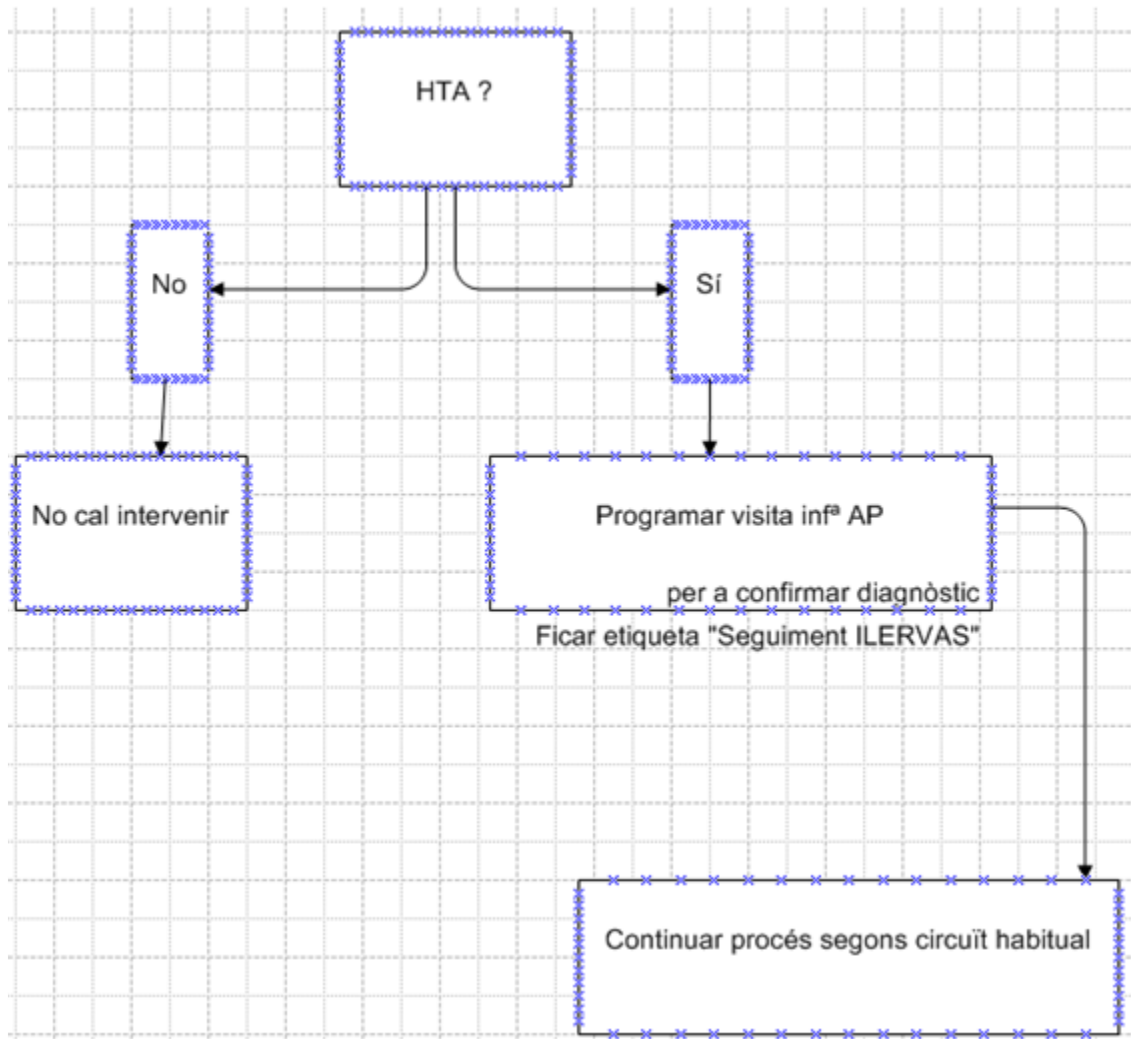 HTA ?
No
Sí
No cal intervenir
Programar visita infª AP
per a confirmar diagnòstic
Ficar etiqueta "Seguiment ILERVAS"
Continuar procés segons circuït habitual